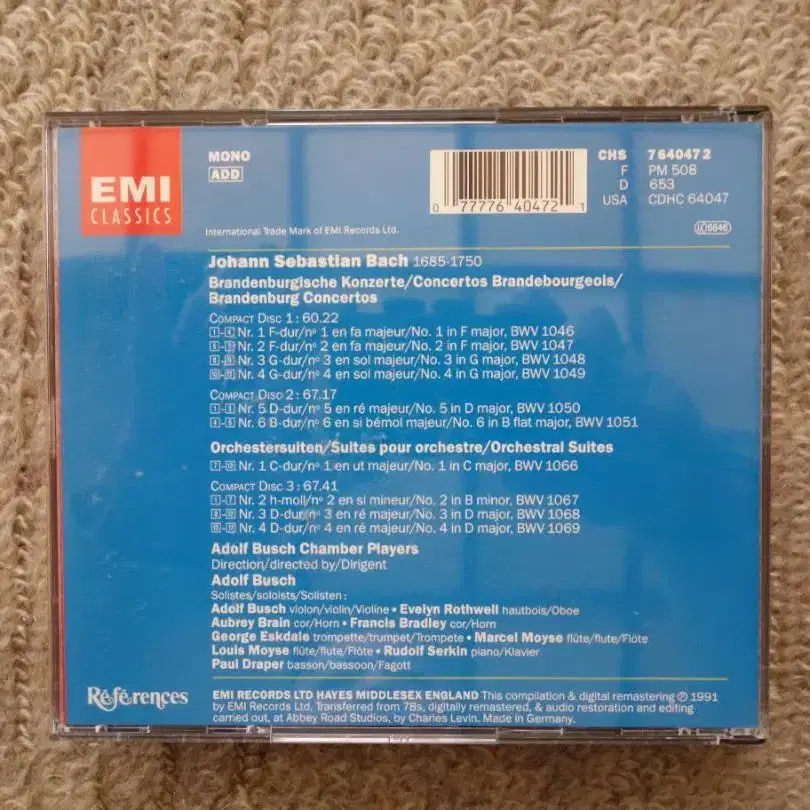 EMI
CLASSICS
MONO
ADD
International Trade Mark of EMI Records Ltd.
0 77776 40472 1
CHS 7 64047 2
F PM 508
D 653
USA CDHC 64047
6646
Johann Sebastian Bach 1685-1750
Brandenburgische Konzerte/Concertos Brandebourgeois/
Brandenburg Concertos
COMPACT DISC 1 : 60.22
1-4 Nr. 1 F-dur/nº 1 en fa majeur/No. 1 in F major, BWV 1046
Nr. 2 F-dur/nº 2 en fa majeur/No. 2 in F major, BWV 1047
Nr. 3 G-dur/nº 3 en sol majeur/No. 3 in G major, BWV 1048
Nr. 4 G-dur/nº 4 en sol majeur/No. 4 in G major, BWV 1049
COMPACT DISC 2 : 67.17
1-3 Nr. 5 D-dur/nº 5 en ré majeur/No. 5 in D major, BWV 1050
4-6 Nr. 6 B-dur/nº 6 en si bémol majeur/No. 6 in B flat major, BWV 1051
Orchestersuiten/Suites pour orchestre/Orchestral Suites
Nr. 1 C-dur/nº 1 en ut majeur/No. 1 in C major, BWV 1066
COMPACT DISC 3 : 67.41
1-7 Nr. 2 h-moll/nº 2 en si mineur/No. 2 in B minor, BWV 1067
Nr. 3 D-dur/nº 3 en ré majeur/No. 3 in D major, BWV 1068
Nr. 4 D-dur/nº 4 en ré majeur/No. 4 in D major, BWV 1069
Adolf Busch Chamber Players
Direction/directed by/Dirigent
Adolf Busch
Solistes/soloists/Solisten :
Adolf Busch violon/violin/Violine • Evelyn Rothwell hautbois/Oboe
Aubrey Brain cor/Horn • Francis Bradley cor/Horn
George Eskdale trompette/trumpet/Trompete • Marcel Moyse flûte/flute/Flöte
Louis Moyse flûte/flute/Flöte • Rudolf Serkin piano/Klavier
Paul Draper basson/bassoon/Fagott
Références
EMI RECORDS LTD HAYES MIDDLESEX ENGLAND This compilation & digital remastering ℗ 1991
by EMI Records Ltd. Transferred from 78s, digitally remastered, & audio restoration and editing
carried out, at Abbey Road Studios, by Charles Levin. Made in Germany.